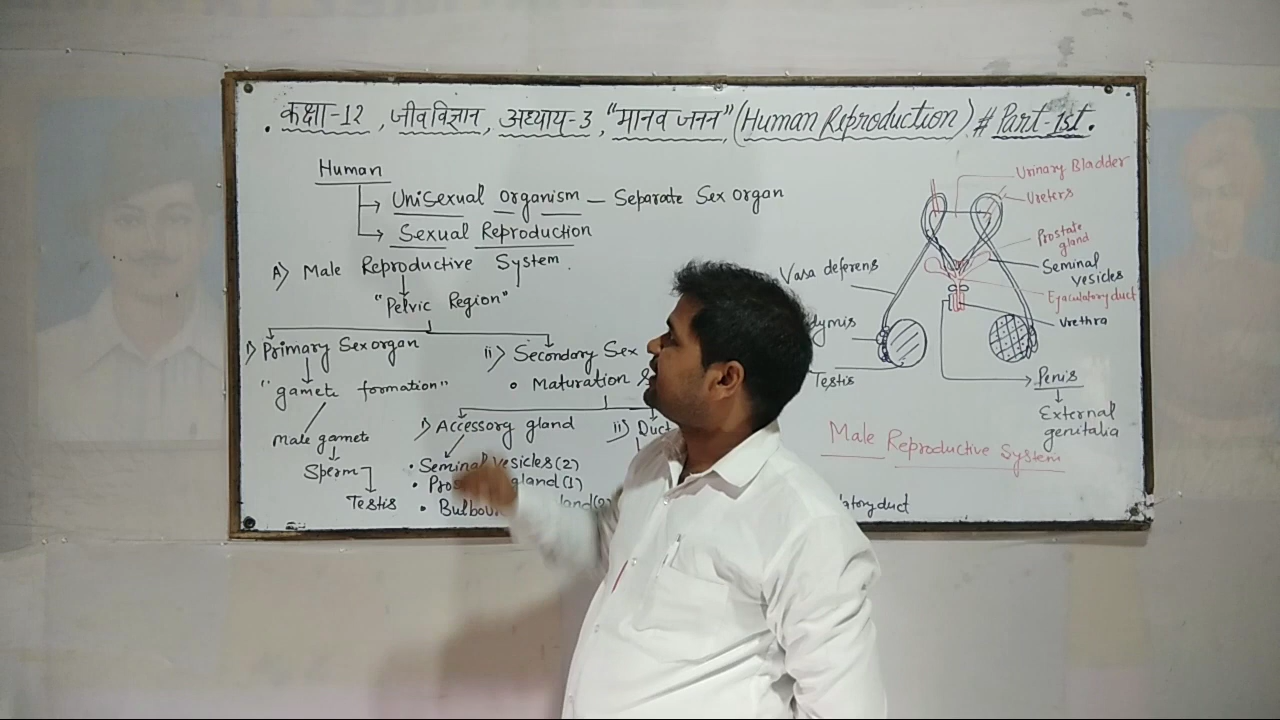 . कक्षा-12, जीव विज्ञान, अध्याय-3, "मानव जनन" (Human Reproduction) # Part-1st.
Human
Unisexual organism – Separate Sex organ
Sexual Reproduction
A) Male Reproductive System.
"Pelvic Region"
i) Primary Sex organ
"gamete formation"
Male gamete
Sperm
Testis
ii) Secondary Sex
• Maturation
i) Accessory gland
• Seminal vesicles (2)
gland (1)
ii) Duct
Urinary Bladder
Ureters
Prostate
gland
Seminal
vesicles
Ejaculatory duct
Urethra
Vasa deferens
Testis
Penis
External
genitalia
Male Reproductive System
duct